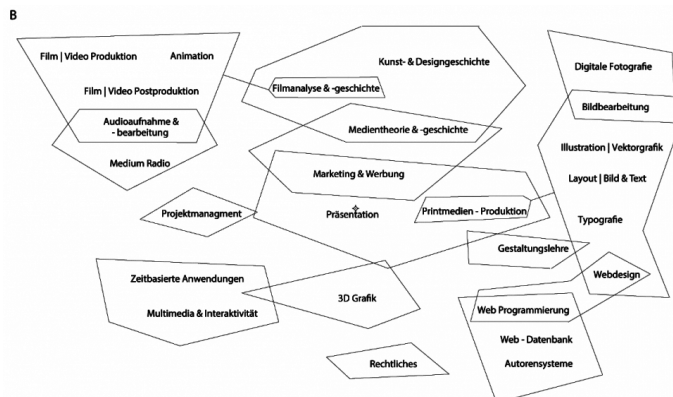 B
Film | Video Produktion
Animation
Kunst- & Designgeschichte
Digitale Fotografie
Film | Video Postproduktion
Filmanalyse & -geschichte
Bildbearbeitung
Audioaufnahme &
- bearbeitung
Medientheorie & -geschichte
Illustration | Vektorgrafik
Medium Radio
Marketing & Werbung
Layout | Bild & Text
Projektmanagment
Präsentation
Printmedien - Produktion
Typografie
Gestaltungslehre
Zeitbasierte Anwendungen
Webdesign
3D Grafik
Multimedia & Interaktivität
Web Programmierung
Web - Datenbank
Rechtliches
Autorensysteme